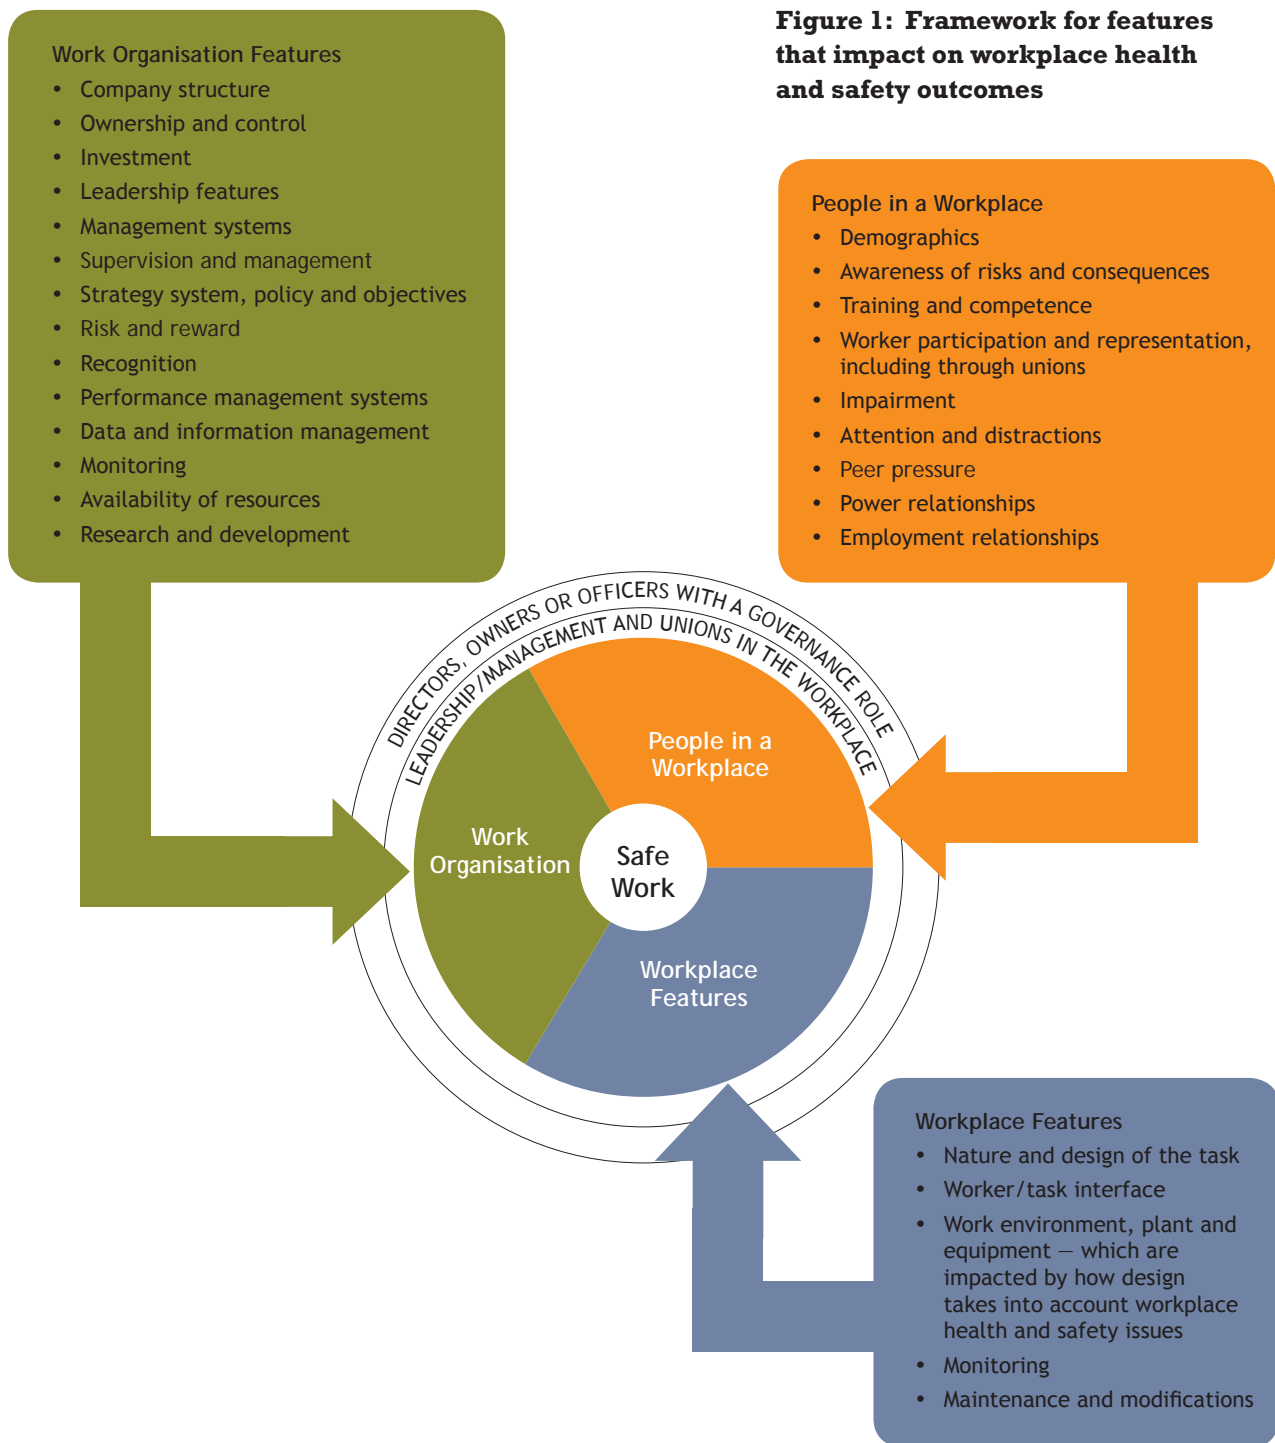 Figure 1: Framework for features
that impact on workplace health
and safety outcomes
Work Organisation Features
• Company structure
• Ownership and control
• Investment
• Leadership features
• Management systems
• Supervision and management
• Strategy system, policy and objectives
• Risk and reward
• Recognition
• Performance management systems
• Data and information management
• Monitoring
• Availability of resources
• Research and development
People in a Workplace
• Demographics
• Awareness of risks and consequences
• Training and competence
• Worker participation and representation,
including through unions
• Impairment
• Attention and distractions
• Peer pressure
• Power relationships
• Employment relationships
DIRECTORS, OWNERS OR OFFICERS WITH A GOVERNANCE ROLE
LEADERSHIP/MANAGEMENT AND UNIONS IN THE WORKPLACE
People in a
Workplace
Work
Organisation
Safe
Work
Workplace
Features
Workplace Features
• Nature and design of the task
• Worker/task interface
• Work environment, plant and
equipment – which are
impacted by how design
takes into account workplace
health and safety issues
• Monitoring
• Maintenance and modifications